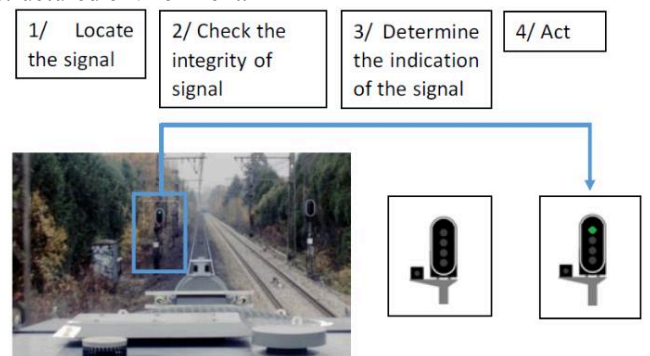 1/ Locate
the signal
2/ Check the
integrity of
signal
3/ Determine
the indication
of the signal
4/ Act